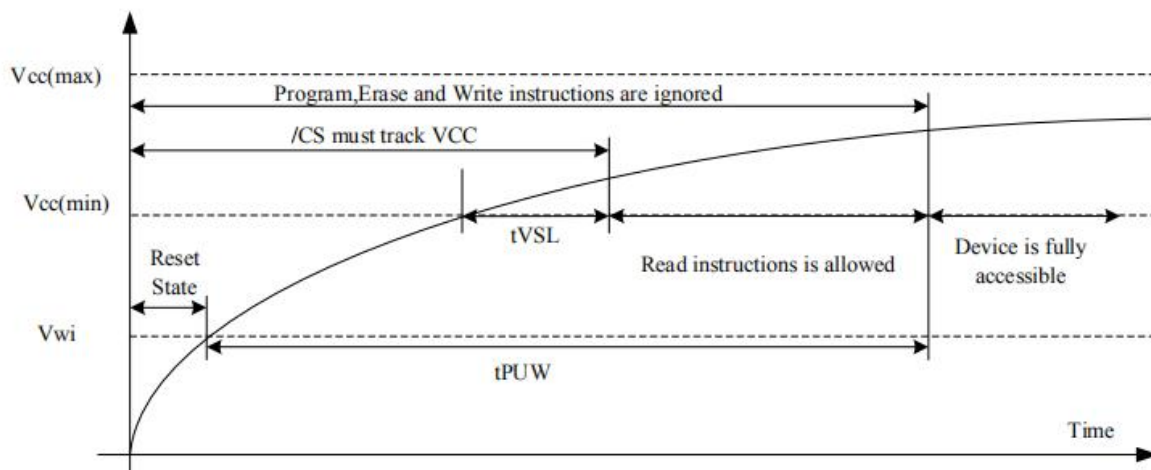 Vcc(max)
Program,Erase and Write instructions are ignored
/CS must track VCC
Vcc(min)
tVSL
Reset
State
Read instructions is allowed
Device is fully
accessible
Vwi
tPUW
Time